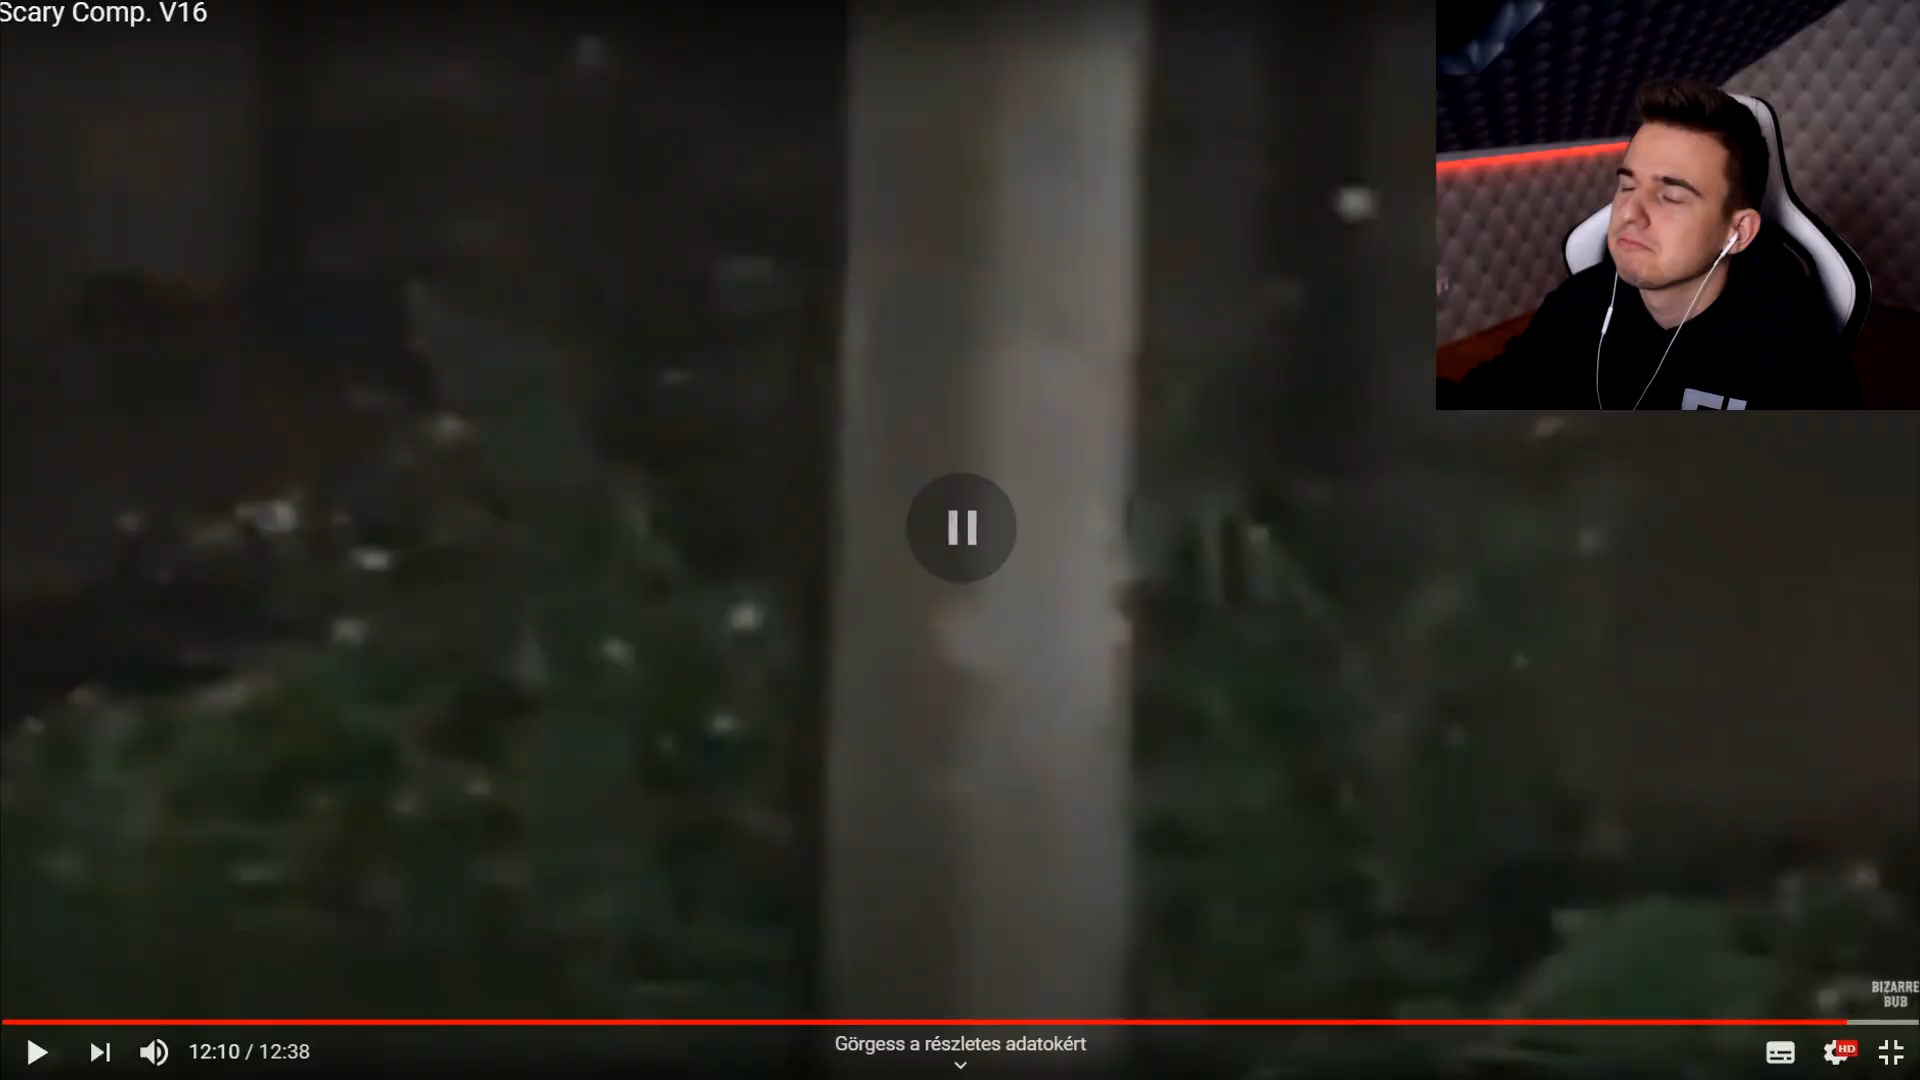 Scary Comp. V16
BIZARRE
BUB
12:10 / 12:38
Görgess a részletes adatokért
HD